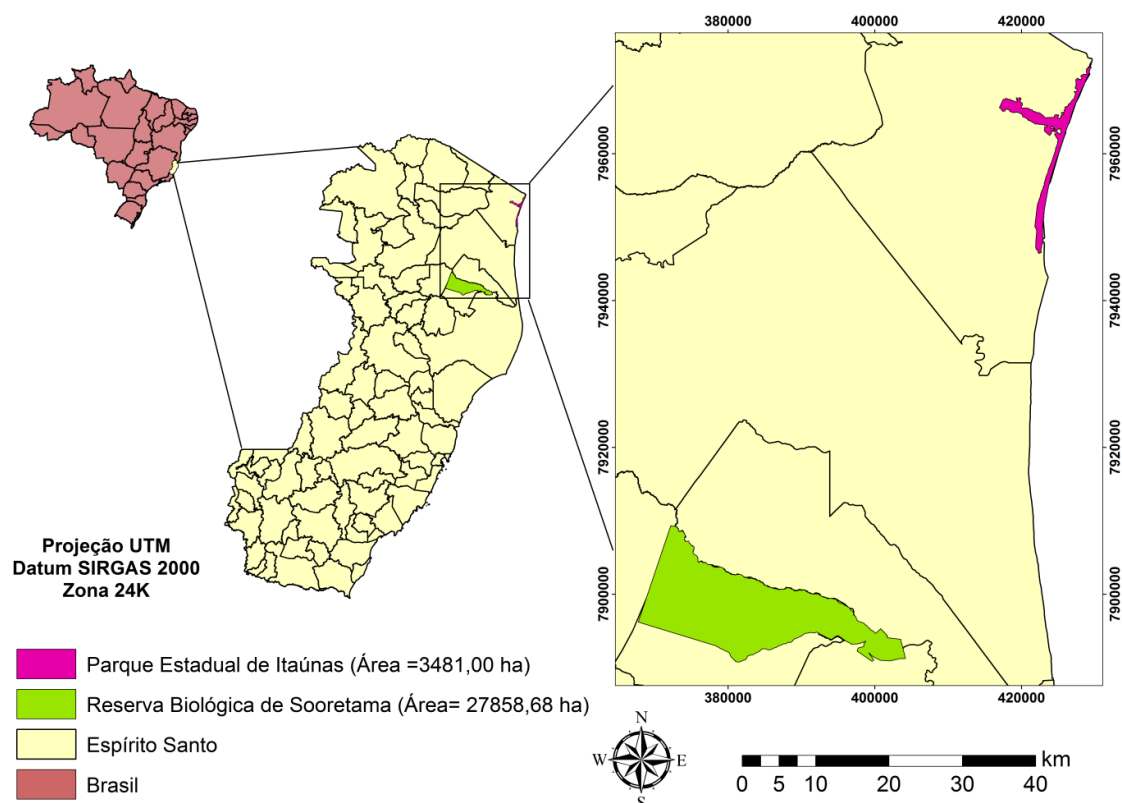 380000 400000 420000
7960000 7960000
7940000 7940000
7920000 7920000
7900000 7900000
380000 400000 420000
Projeção UTM
Datum SIRGAS 2000
Zona 24K
Parque Estadual de Itaúnas (Área =3481,00 ha)
Reserva Biológica de Sooretama (Área= 27858,68 ha)
Espírito Santo
Brasil
N
W E
S
km
0 5 10 20 30 40